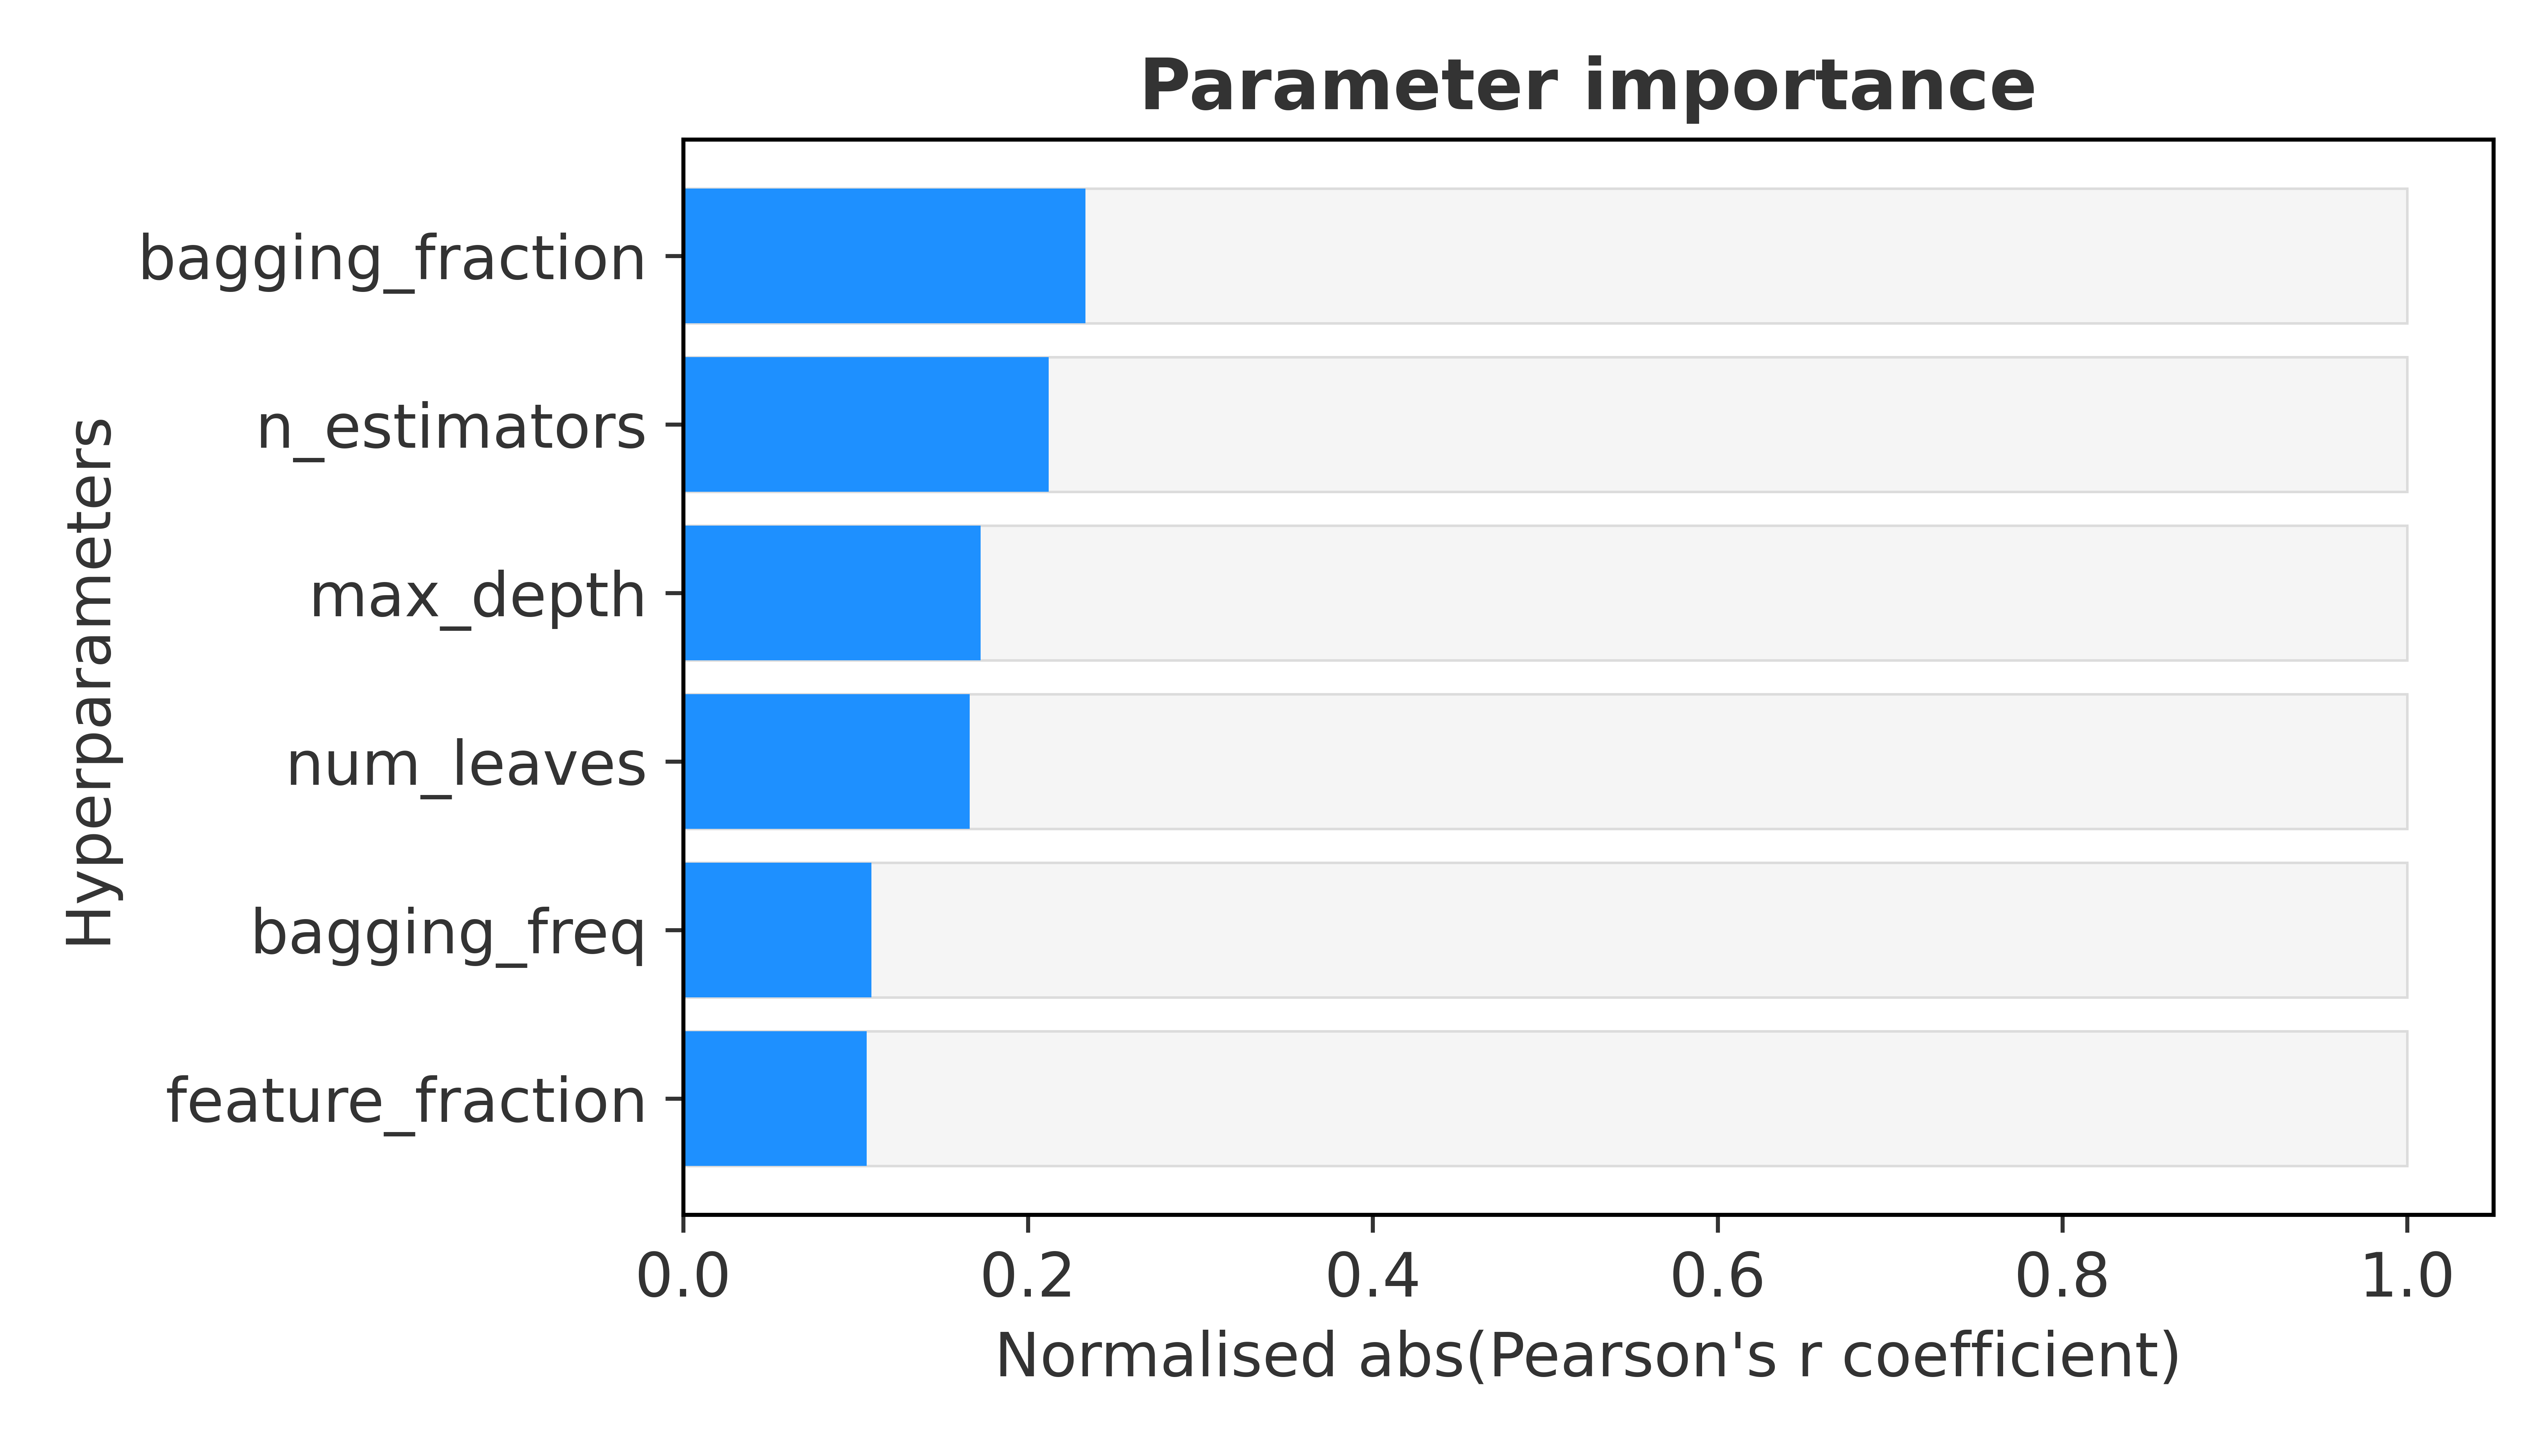 Parameter importance
Hyperparameters
bagging_fraction
n_estimators
max_depth
num_leaves
bagging_freq
feature_fraction
0.0 0.2 0.4 0.6 0.8 1.0
Normalised abs(Pearson's r coefficient)